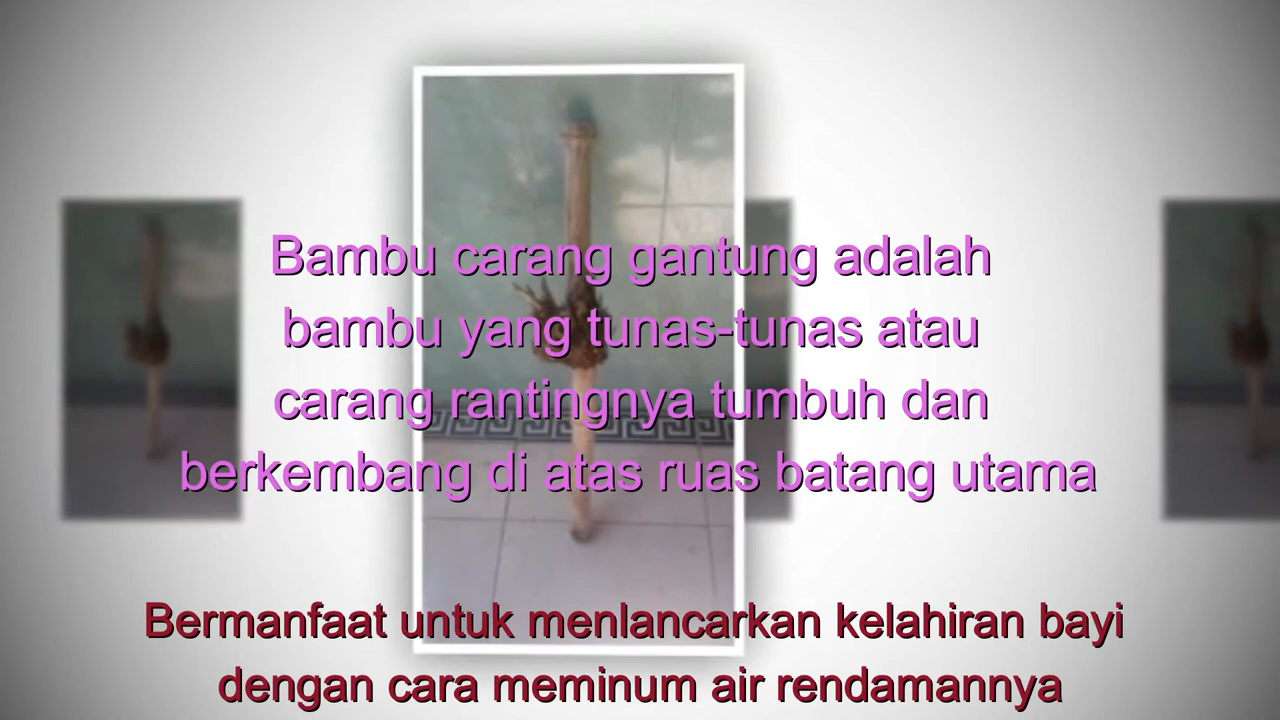 Bambu carang gantung adalah
bambu yang tunas-tunas atau
carang rantingnya tumbuh dan
berkembang di atas ruas batang utama
Bermanfaat untuk menlancarkan kelahiran bayi
dengan cara meminum air rendamannya